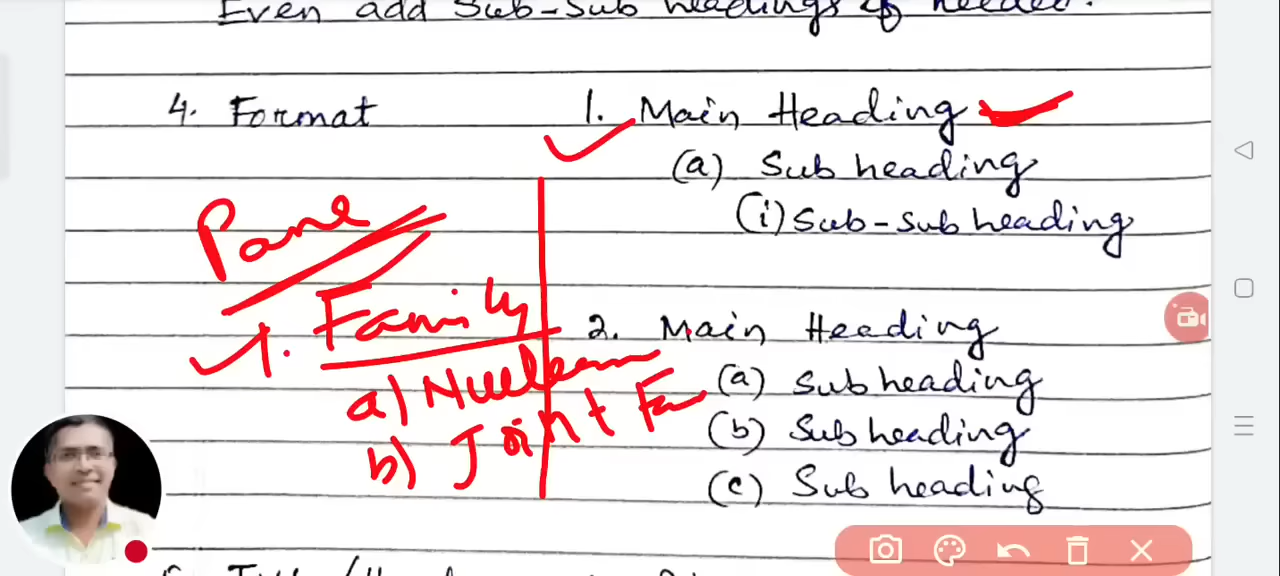 Even add Sub-Sub headings if needed.
4. Format
1. Main Heading
(a) Sub heading
(i) Sub-Sub heading
1. Family
a) Nuclear
b) Joint Fam
2. Main Heading
(a) Sub heading
(b) Sub heading
(c) Sub heading